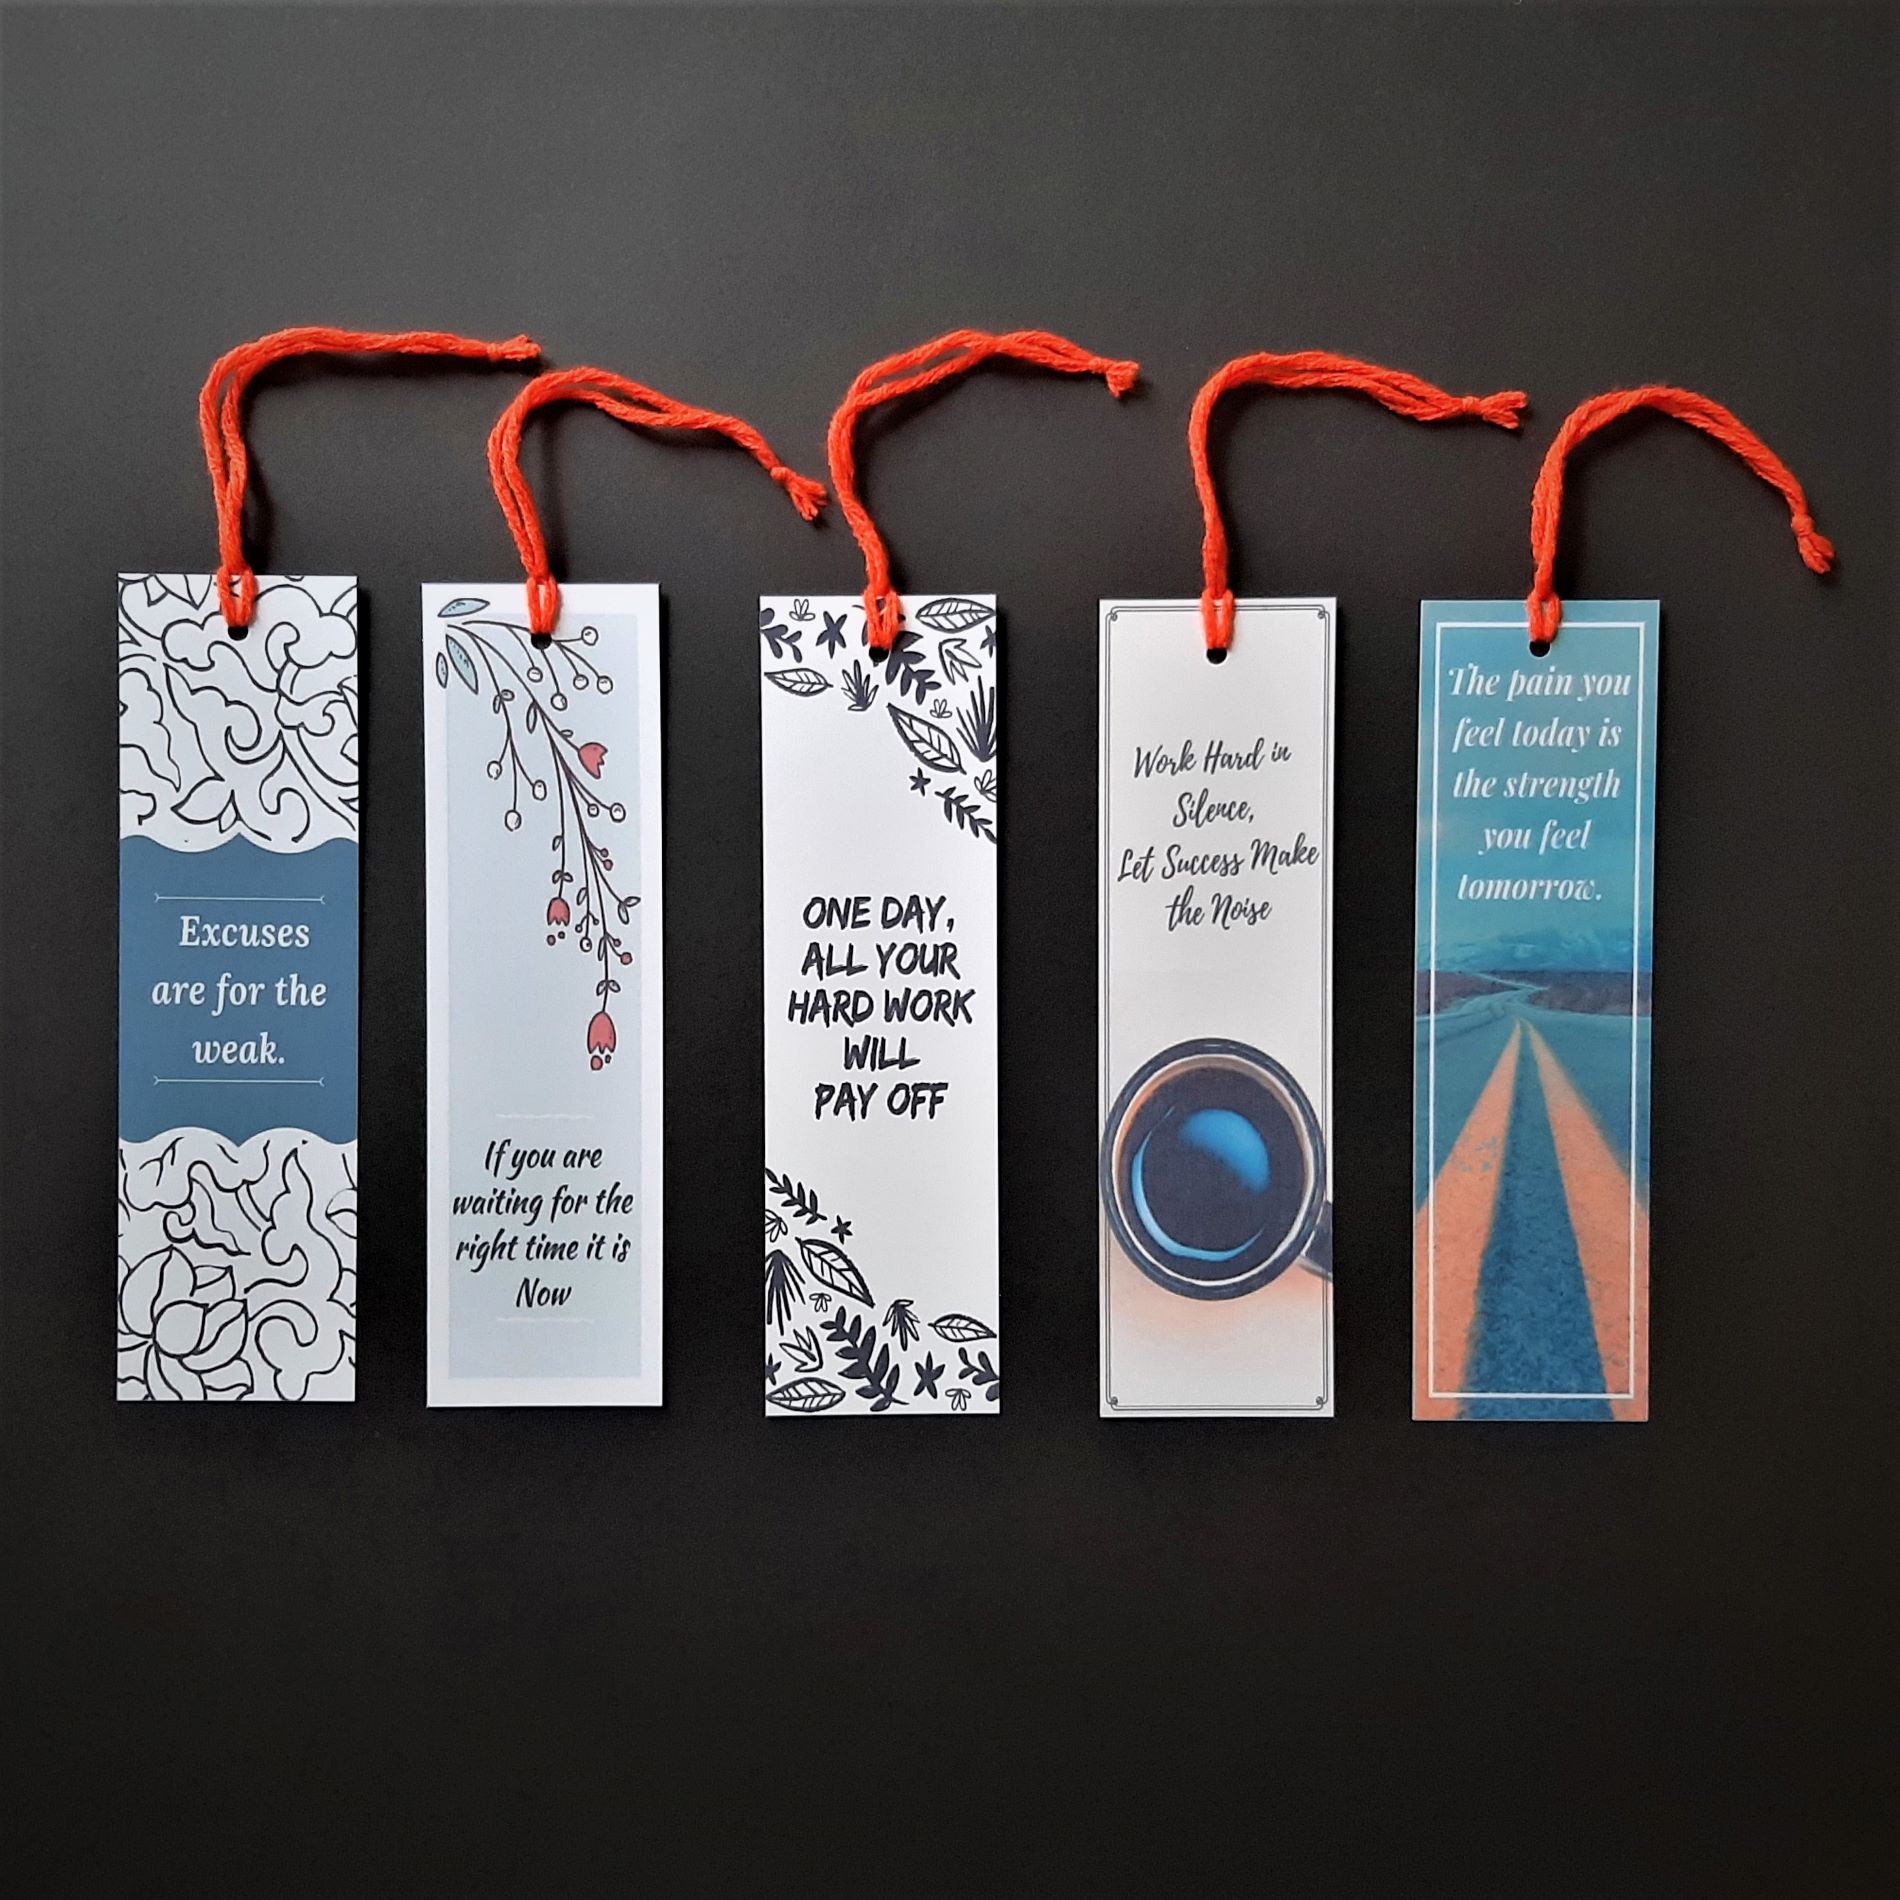 Excuses
are for the
weak.
If you are
waiting for the
right time it is
Now
ONE DAY,
ALL YOUR
HARD WORK
WILL
PAY OFF
Work Hard in
Silence,
Let Success Make
the Noise
The pain you
feel today is
the strength
you feel
tomorrow.